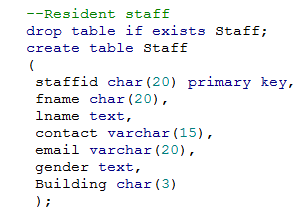 --Resident staff
drop table if exists Staff;
create table Staff
(
staffid char(20) primary key,
fname char(20),
lname text,
contact varchar(15),
email varchar(20),
gender text,
Building char(3)
);